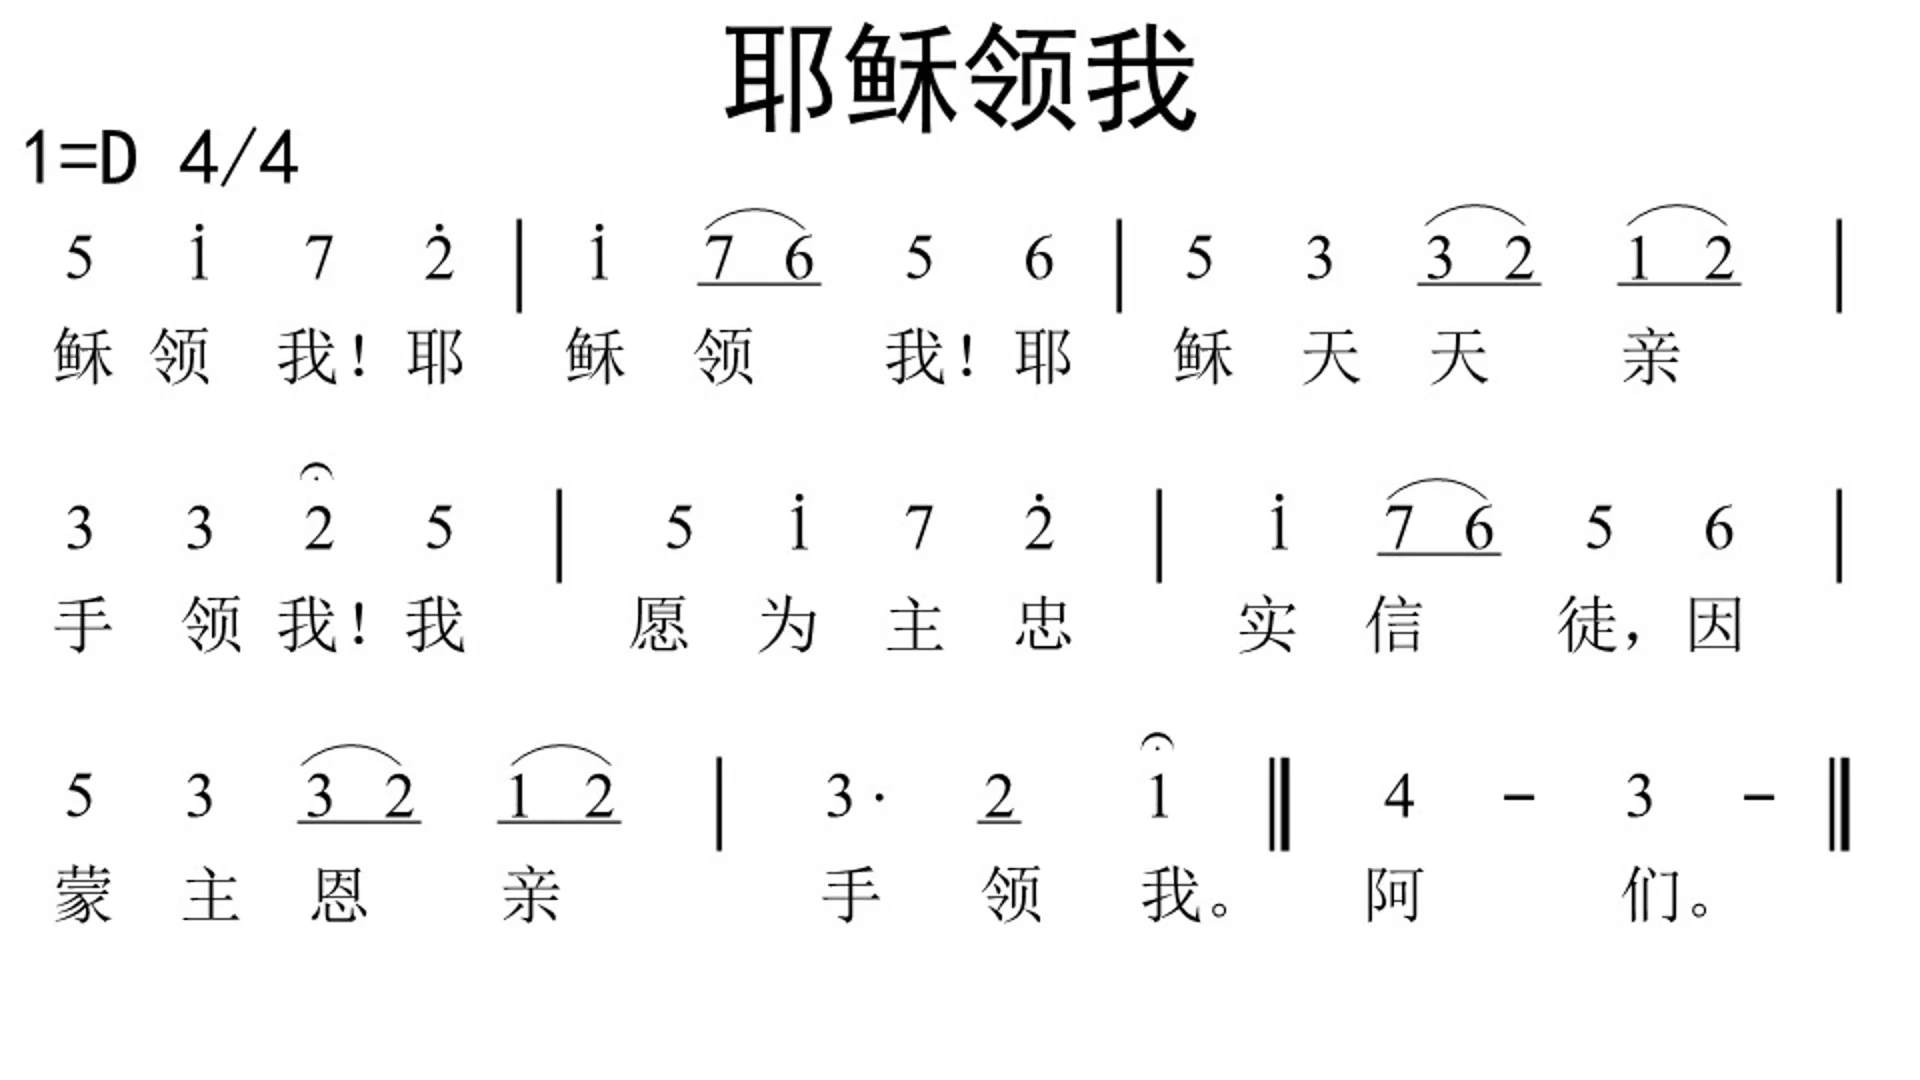 耶稣领我
1=D 4/4
5 i 7 2̇ | i 7 6 5 6 | 5 3 3 2 1 2 |
稣 领 我！耶 稣 领 我！耶 稣 天 天 亲
3 3 2 5 | 5 i 7 2̇ | i 7 6 5 6 |
手 领 我！我 愿 为 主 忠 实 信 徒，因
5 3 3 2 1 2 | 3· 2 1 ‖ 4 - 3 - ‖
蒙 主 恩 亲 手 领 我。 阿 们。